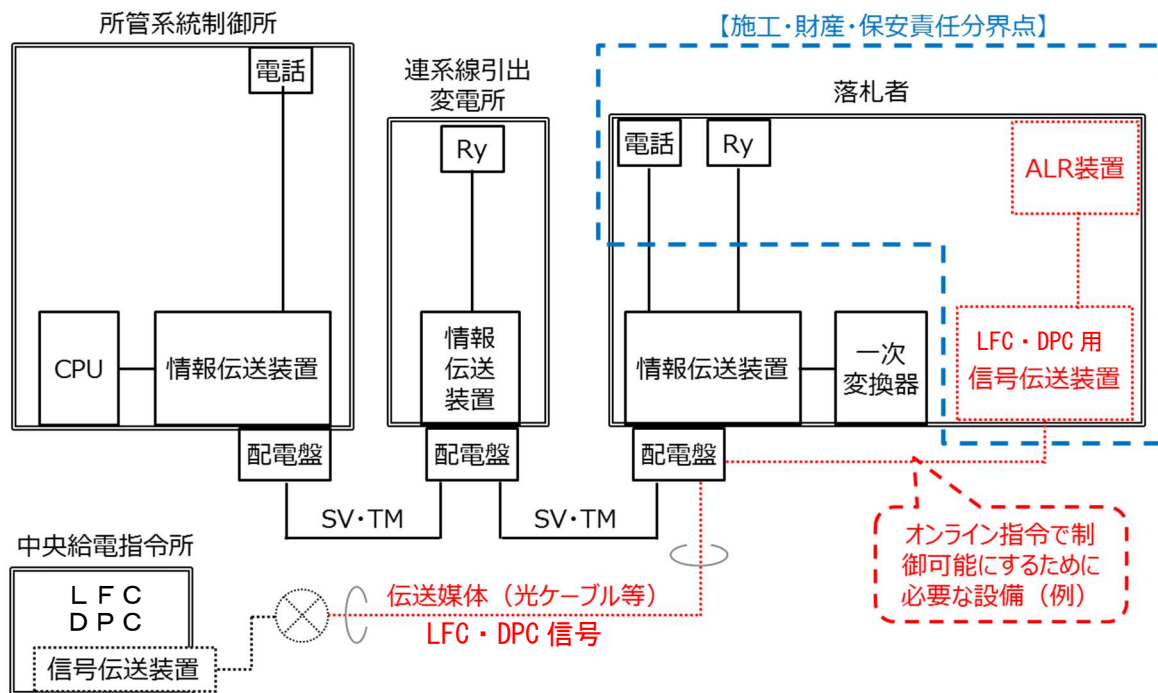 所管系統制御所
電話
CPU
情報伝送装置
配電盤
連系線引出
変電所
Ry
情報
伝送
装置
配電盤
【施工・財産・保安責任分界点】
落札者
電話
Ry
ALR装置
情報伝送装置
一次
変換器
LFC・DPC用
信号伝送装置
配電盤
SV・TM
SV・TM
オンライン指令で制
御可能にするために
必要な設備（例）
中央給電指令所
ＬＦＣ
ＤＰＣ
信号伝送装置
伝送媒体（光ケーブル等）
LFC・DPC信号